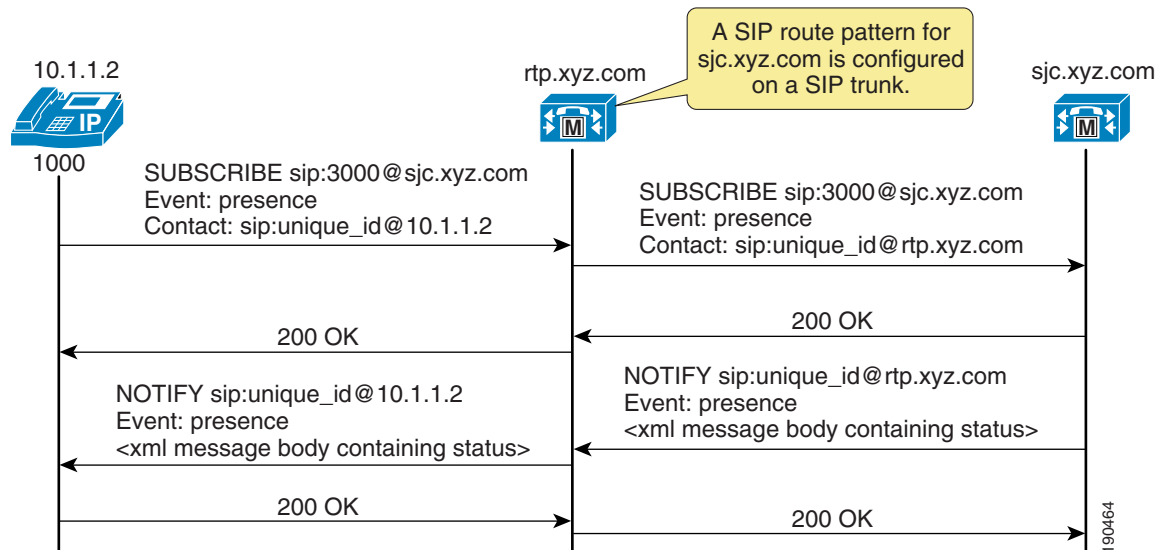 A SIP route pattern for
sjc.xyz.com is configured
on a SIP trunk.
10.1.1.2
rtp.xyz.com
sjc.xyz.com
IP
M
M
1000
SUBSCRIBE sip:3000@sjc.xyz.com
Event: presence
Contact: sip:unique_id@10.1.1.2
SUBSCRIBE sip:3000@sjc.xyz.com
Event: presence
Contact: sip:unique_id@rtp.xyz.com
200 OK
200 OK
NOTIFY sip:unique_id@10.1.1.2
Event: presence
<xml message body containing status>
NOTIFY sip:unique_id@rtp.xyz.com
Event: presence
<xml message body containing status>
200 OK
200 OK
190464